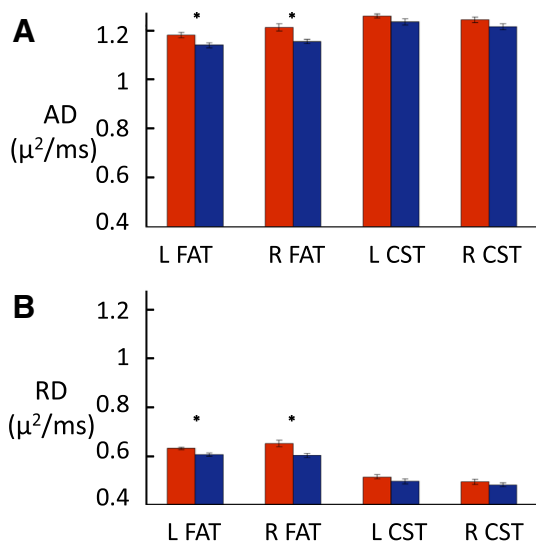 A
* *
1.2
1
AD
0.8
(µ²/ms)
0.6
0.4
L FAT R FAT L CST R CST
B
1.2
1
RD
0.8
(µ²/ms)
* *
0.6
0.4
L FAT R FAT L CST R CST